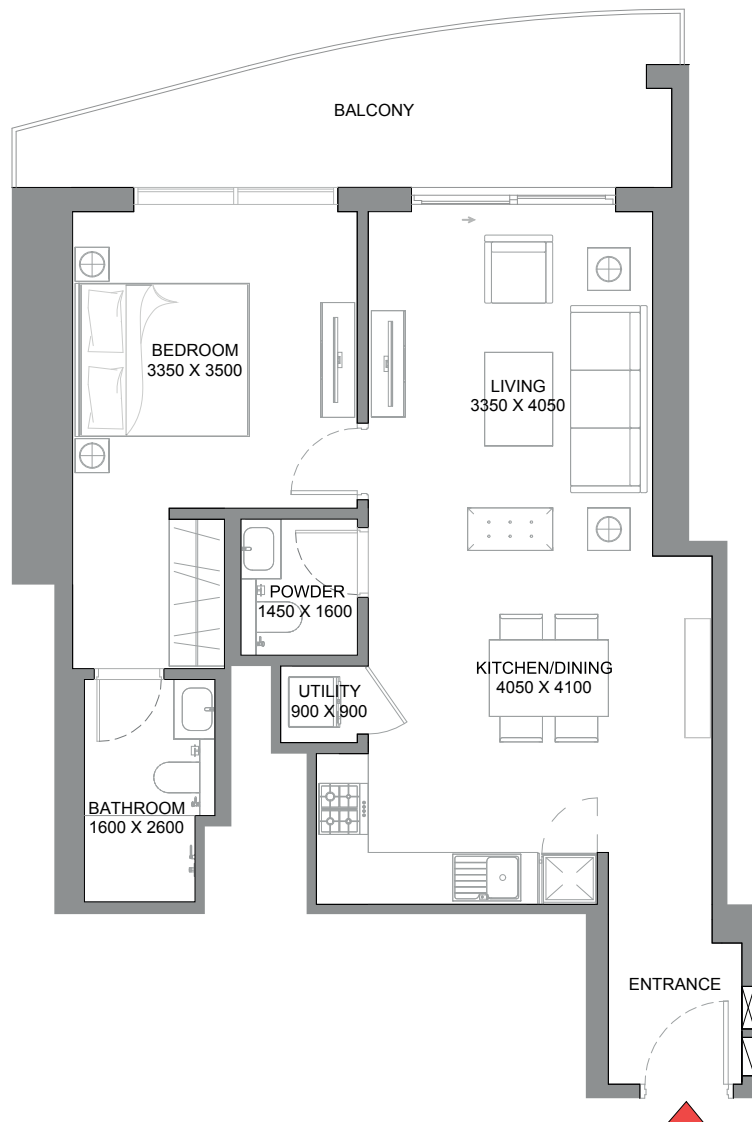 BALCONY
BEDROOM
3350 X 3500
LIVING
3350 X 4050
POWDER
1450 X 1600
KITCHEN/DINING
4050 X 4100
UTILITY
900 X 900
BATHROOM
1600 X 2600
ENTRANCE